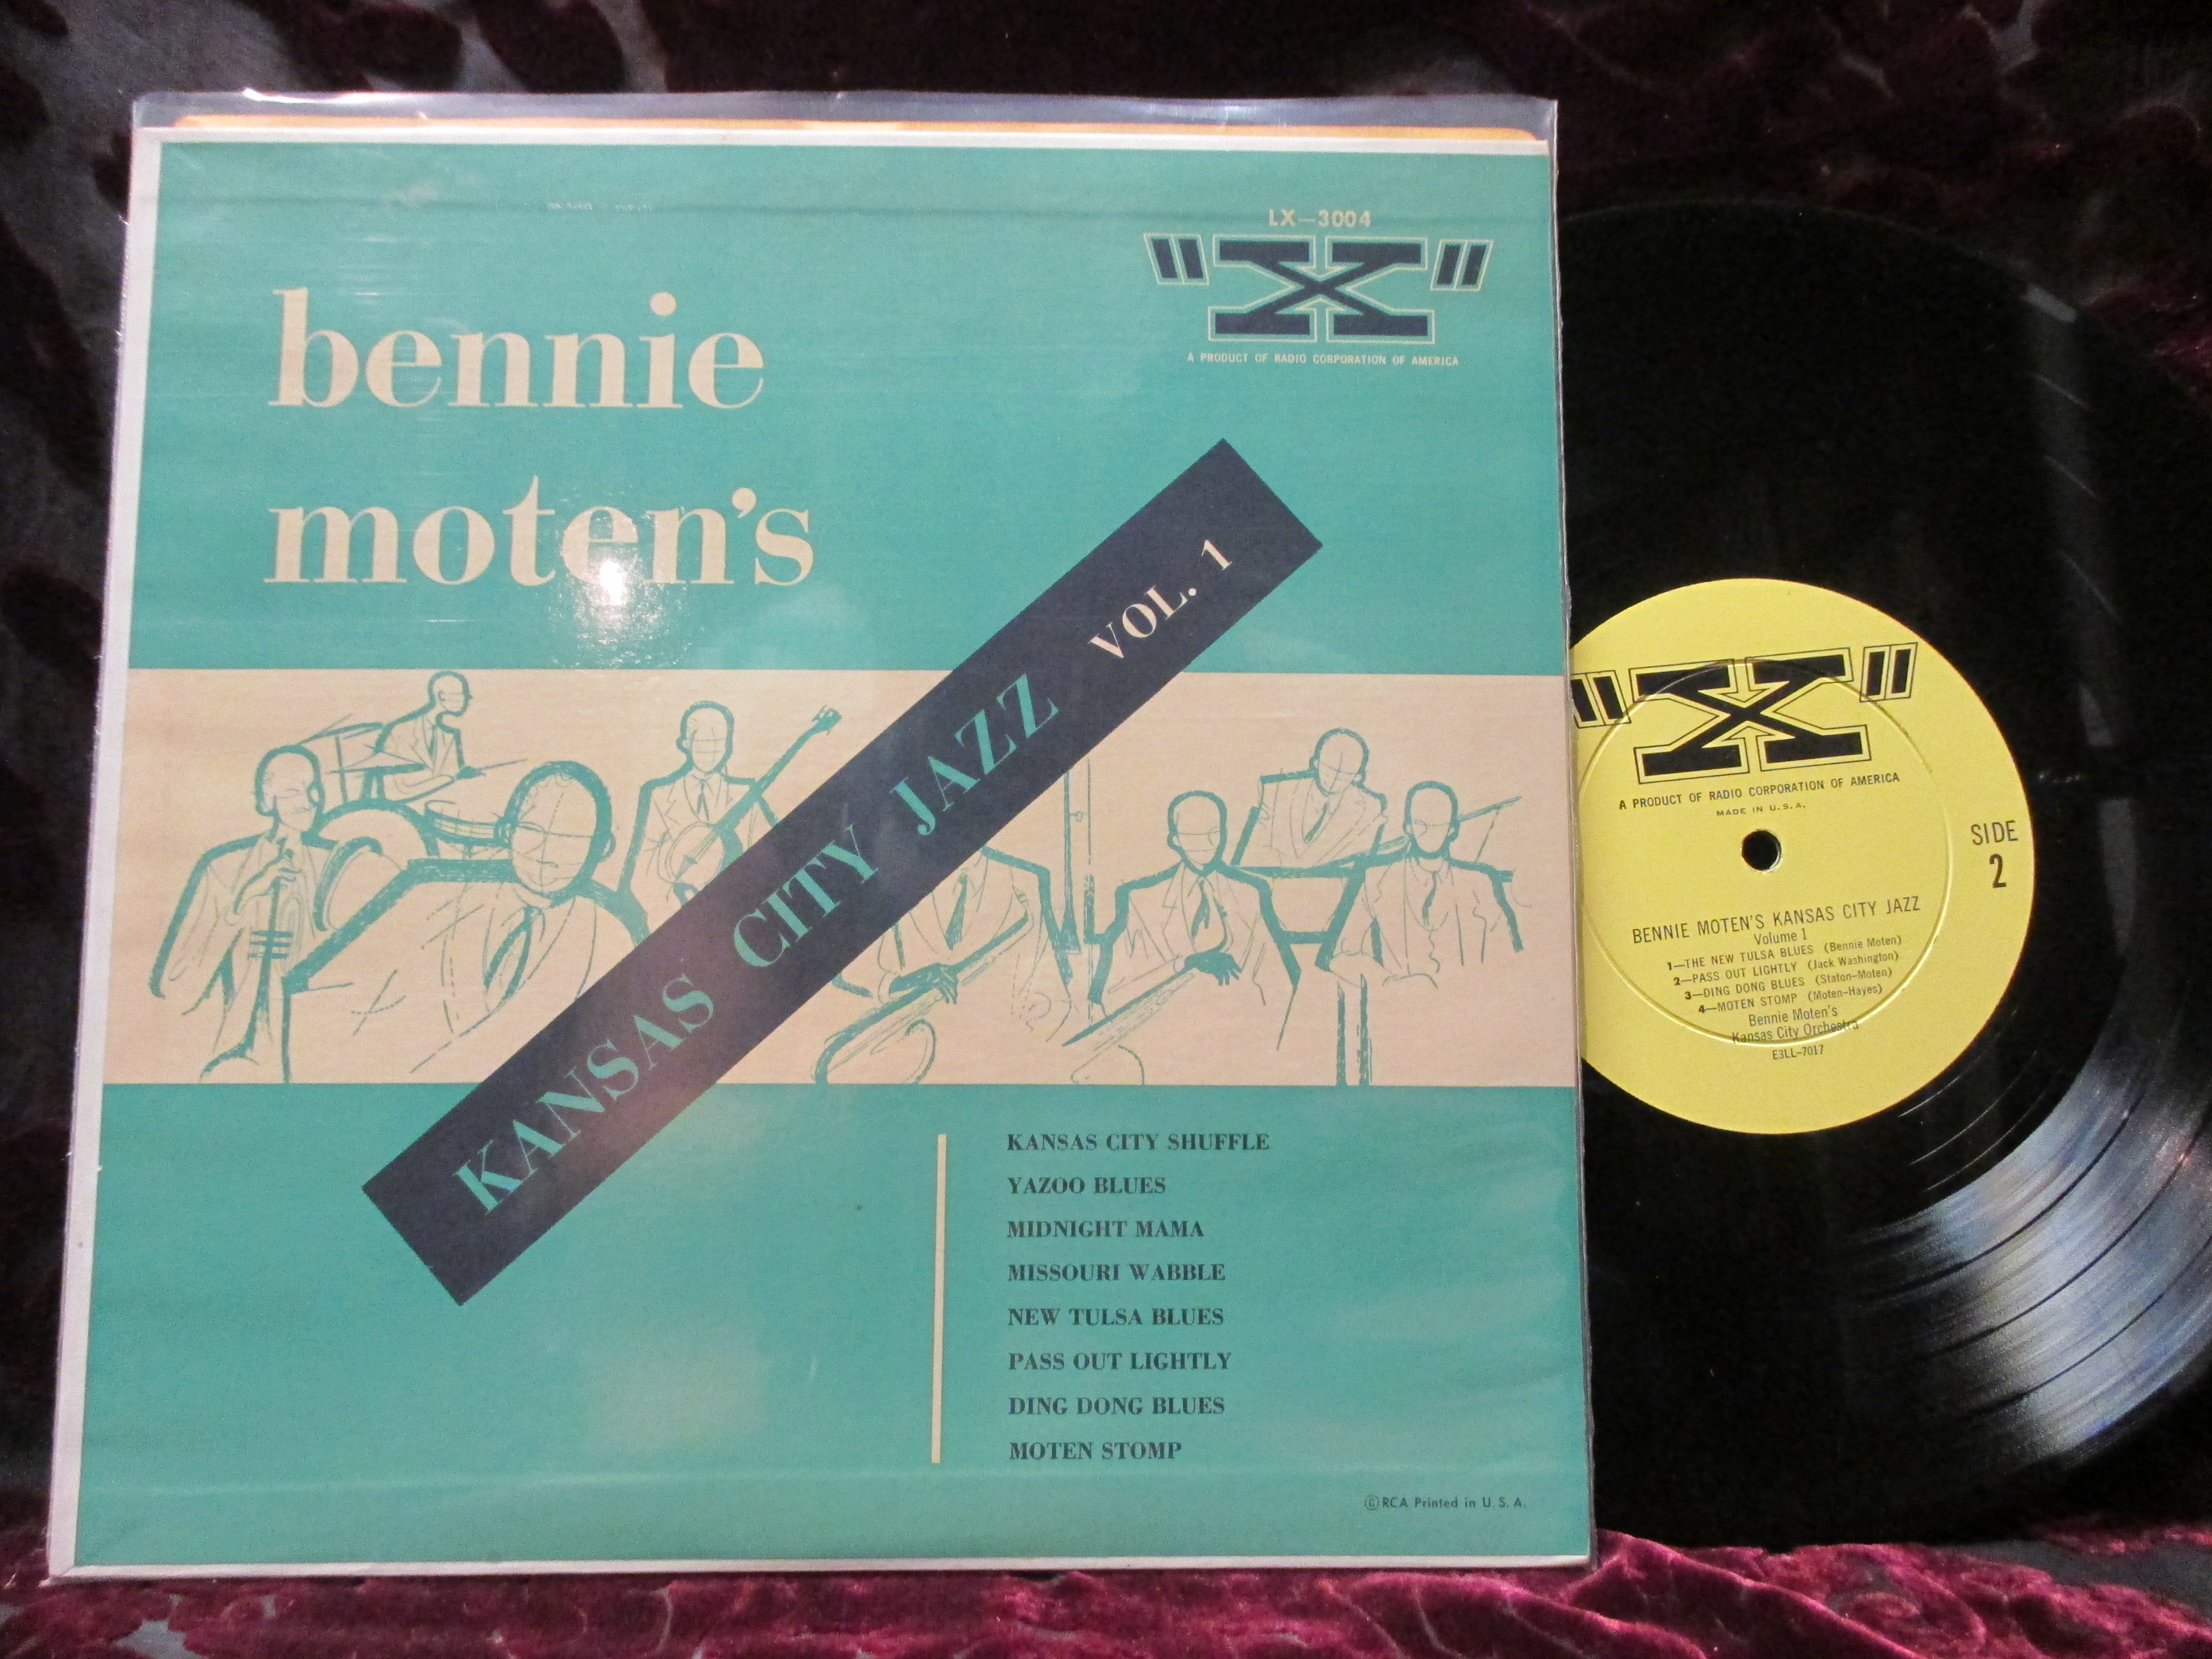 LX—3004
"X"
A PRODUCT OF RADIO CORPORATION OF AMERICA
bennie
moten's
KANSAS CITY JAZZ VOL. 1
KANSAS CITY SHUFFLE
YAZOO BLUES
MIDNIGHT MAMA
MISSOURI WABBLE
NEW TULSA BLUES
PASS OUT LIGHTLY
DING DONG BLUES
MOTEN STOMP
©RCA Printed in U. S. A.
"X"
A PRODUCT OF RADIO CORPORATION OF AMERICA
MADE IN U.S.A.
SIDE
2
BENNIE MOTEN'S KANSAS CITY JAZZ
Volume 1
1—THE NEW TULSA BLUES (Bennie Moten)
2—PASS OUT LIGHTLY (Jack Washington)
3—DING DONG BLUES (Staton-Moten)
4—MOTEN STOMP (Moten-Hayes)
Bennie Moten's
Kansas City Orchestra
E3LL-7017